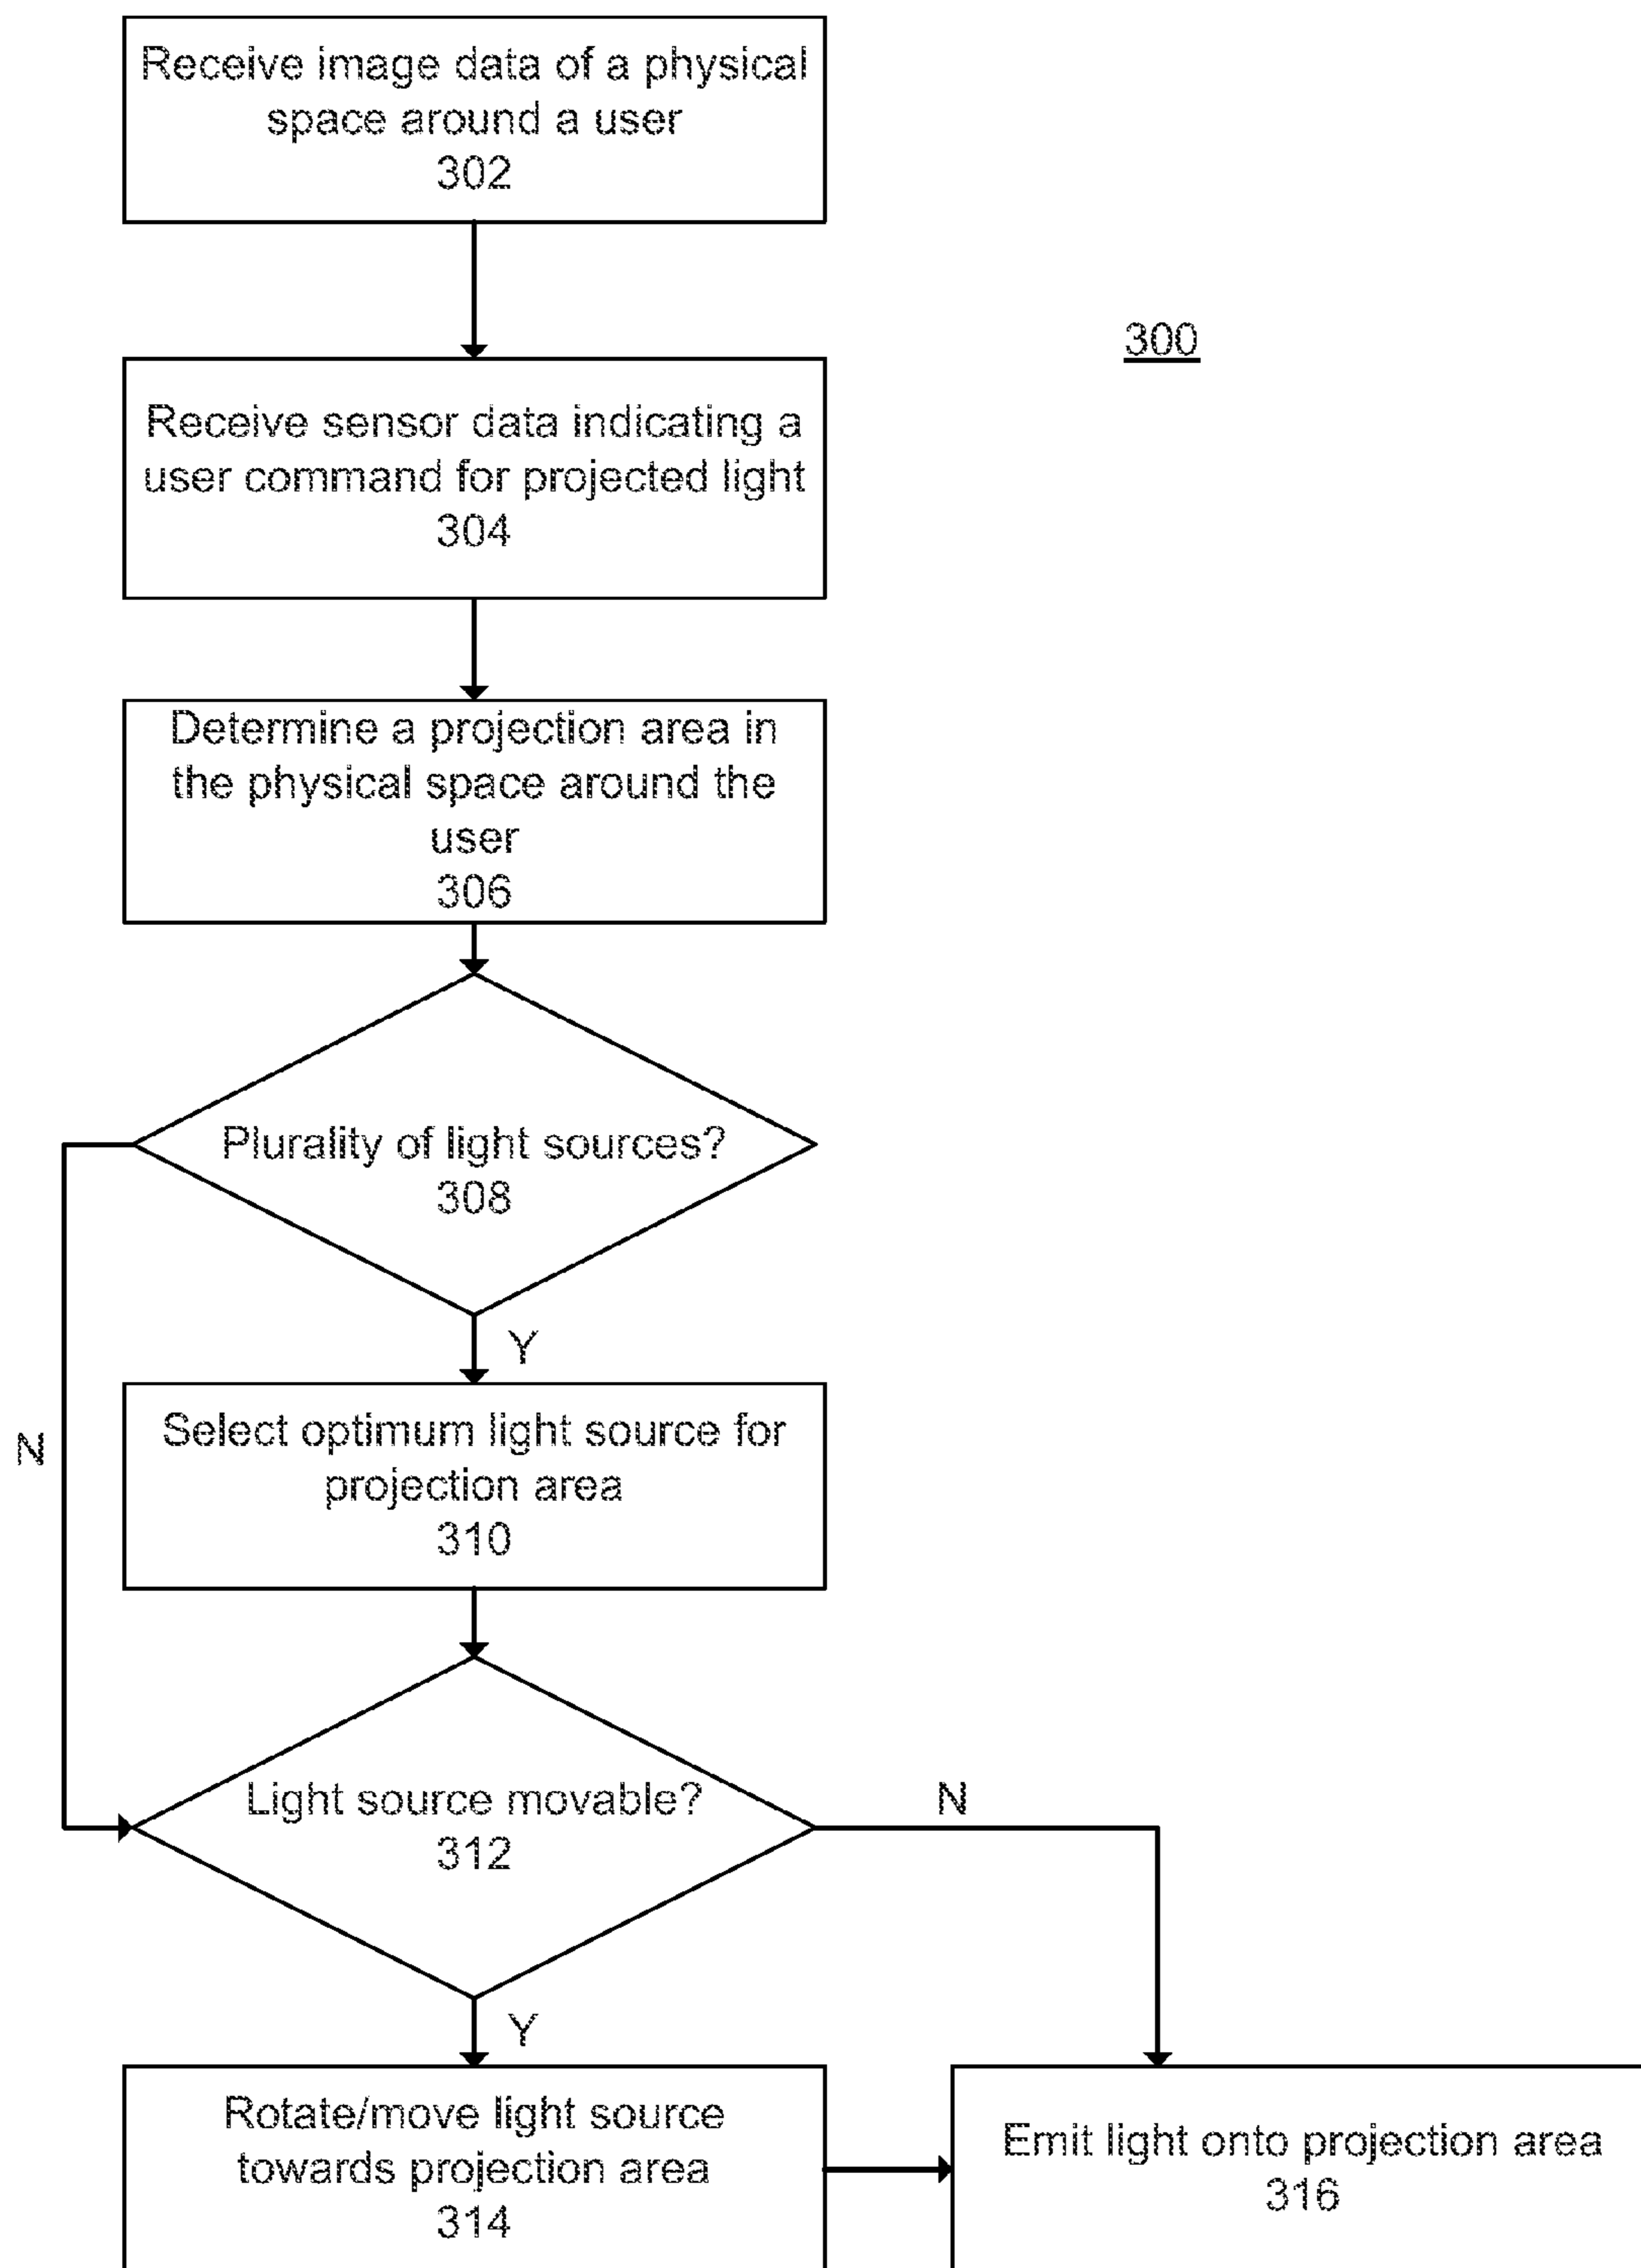 Receive image data of a physical
space around a user
302
300
Receive sensor data indicating a
user command for projected light
304
Determine a projection area in
the physical space around the
user
306
Plurality of light sources?
308
Y
N
Select optimum light source for
projection area
310
Light source movable?
312
N
Y
Rotate/move light source
towards projection area
314
Emit light onto projection area
316